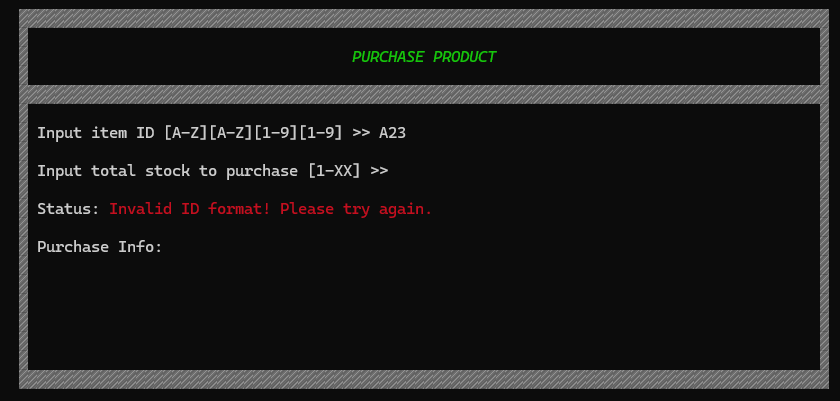 PURCHASE PRODUCT
Input item ID [A-Z][A-Z][1-9][1-9] >> A23
Input total stock to purchase [1-XX] >>
Status: Invalid ID format! Please try again.
Purchase Info: